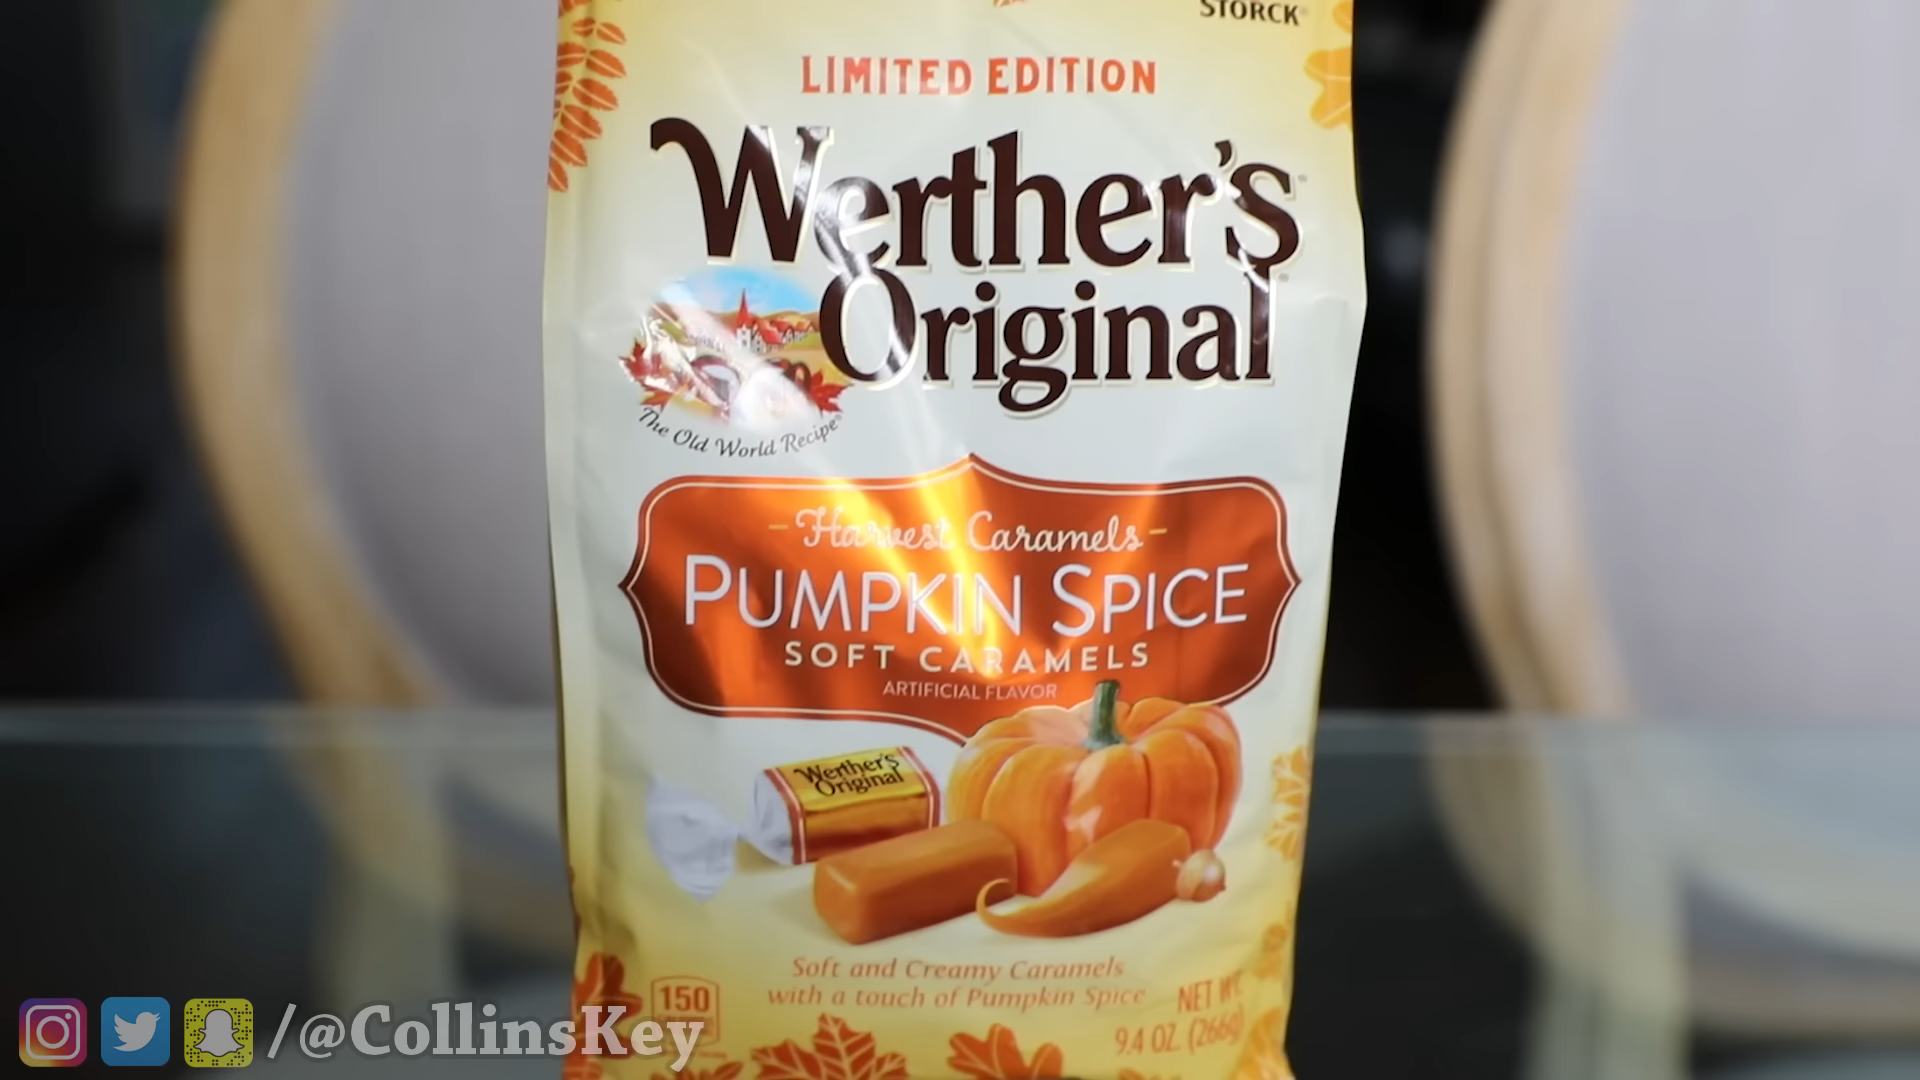 STORCK
LIMITED EDITION
Werther's
Original
The Old World Recipe
Harvest Caramels
PUMPKIN SPICE
SOFT CARAMELS
ARTIFICIAL FLAVOR
Werther's
Original
Soft and Creamy Caramels
with a touch of Pumpkin Spice
150
NET WT.
9.4 OZ. (266g)
/@CollinsKey